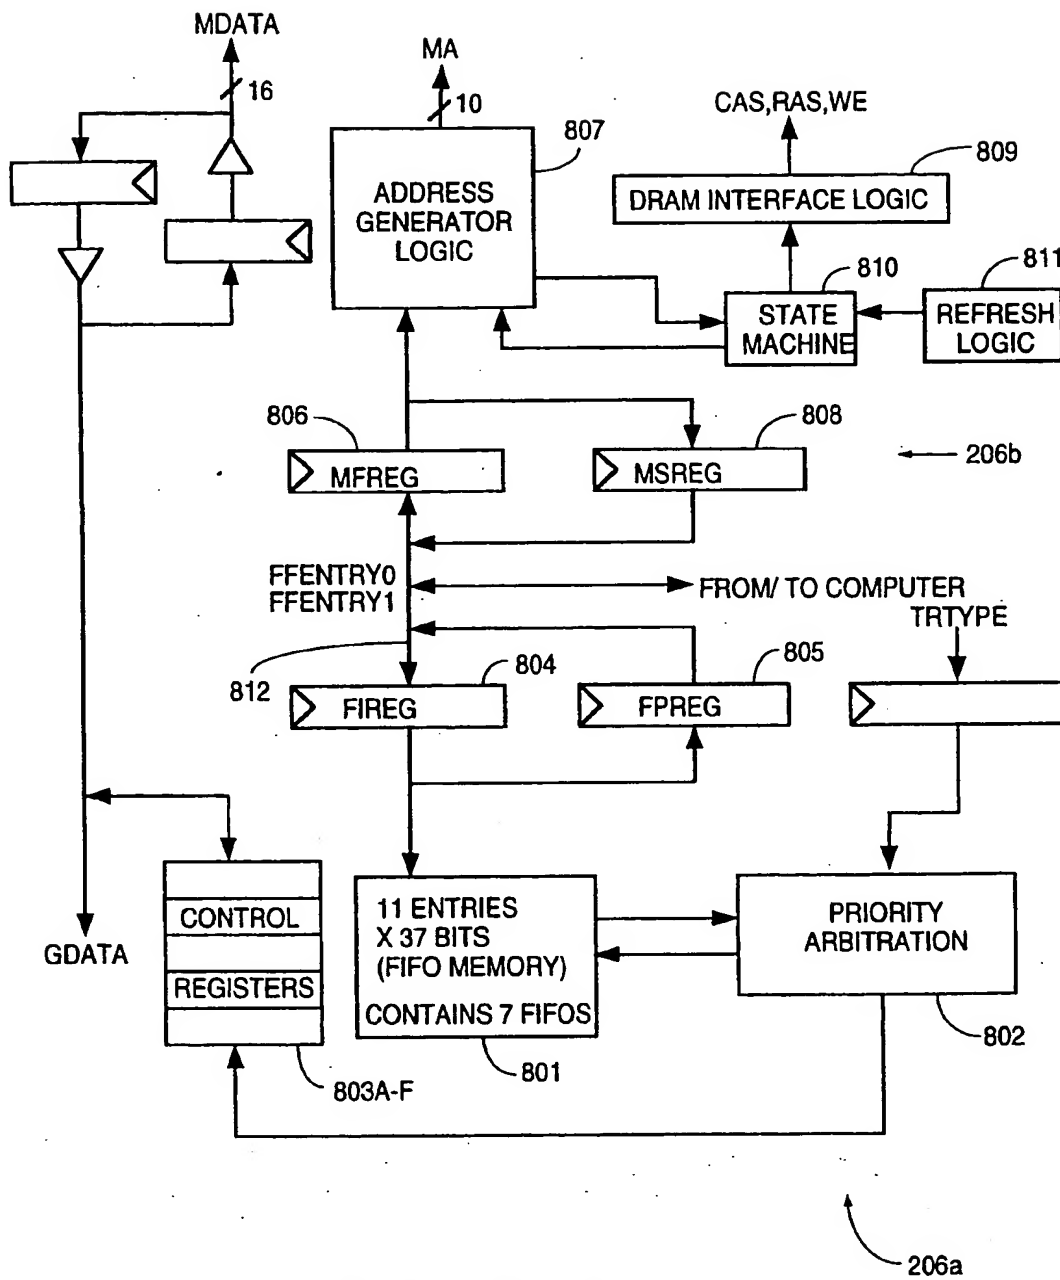 MDATA
16
MA
10
CAS,RAS,WE
807
809
ADDRESS
GENERATOR
LOGIC
DRAM INTERFACE LOGIC
810
811
STATE
MACHINE
REFRESH
LOGIC
806
808
MFREG
MSREG
206b
FFENTRY0
FFENTRY1
FROM/ TO COMPUTER
TRTYPE
812
804
805
FIREG
FPREG
CONTROL
REGISTERS
GDATA
803A-F
11 ENTRIES
X 37 BITS
(FIFO MEMORY)
CONTAINS 7 FIFOS
801
PRIORITY
ARBITRATION
802
206a